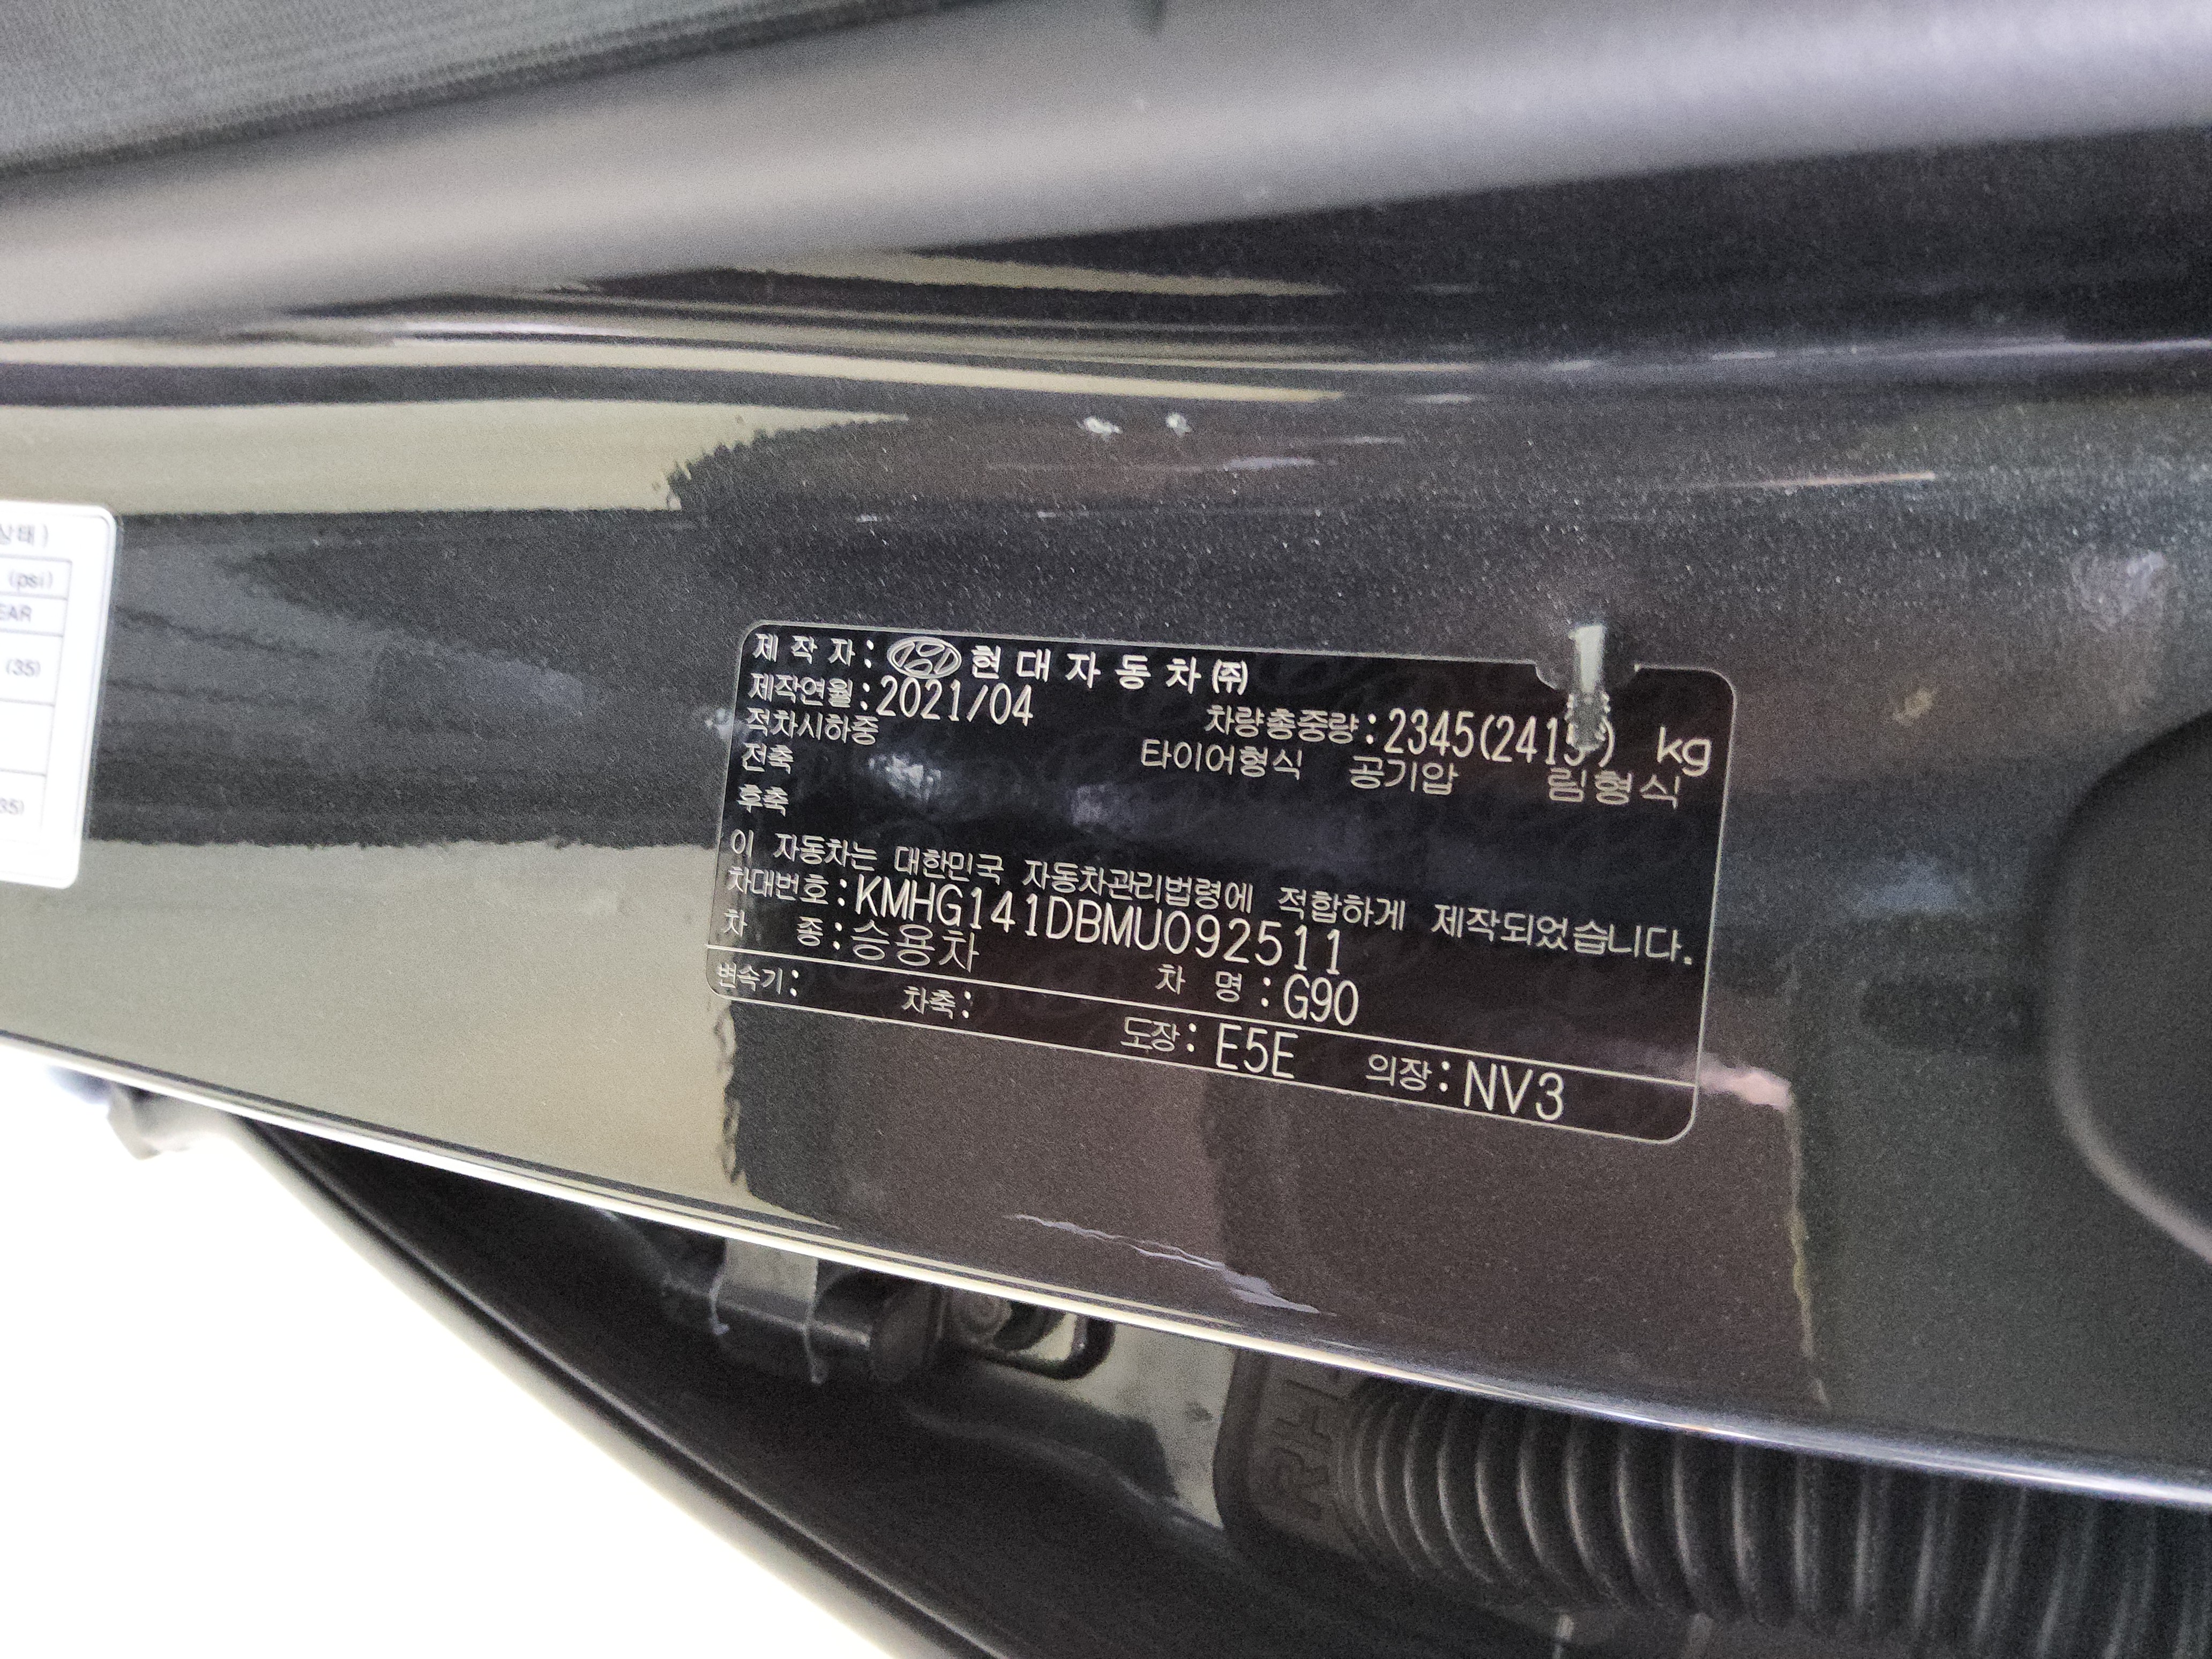 상태)
(psi)
EAR
(35)
35)
제 작 자 : 현 대 자 동 차 ㈜
제작연월 : 2021/04
차량총중량 : 2345( kg
적차시하중 타이어형식 공기압 림형식
전축
후축
이 자동차는 대한민국 자동차관리법령에 적합하게 제작되었습니다.
차대번호 : KMHG141DBMU092511
차 종 : 승용차 차 명 : G90
변속기 : 차축 : 도장 : E5E 의장 : NV3
RH